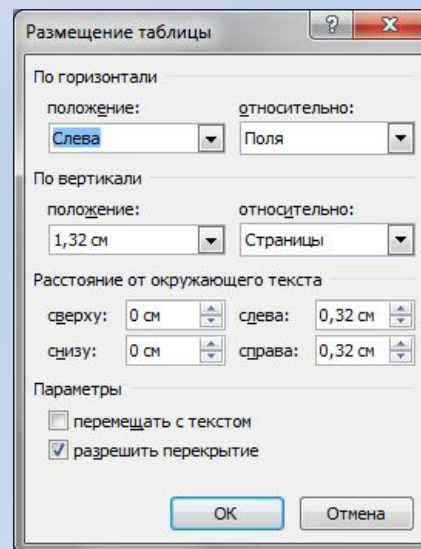 Размещение таблицы
По горизонтали
положение: относительно:
Слева Поля
По вертикали
положение: относительно:
1,32 см Страницы
Расстояние от окружающего текста
сверху: 0 см слева: 0,32 см
снизу: 0 см справа: 0,32 см
Параметры
перемещать с текстом
разрешить перекрытие
ОК Отмена